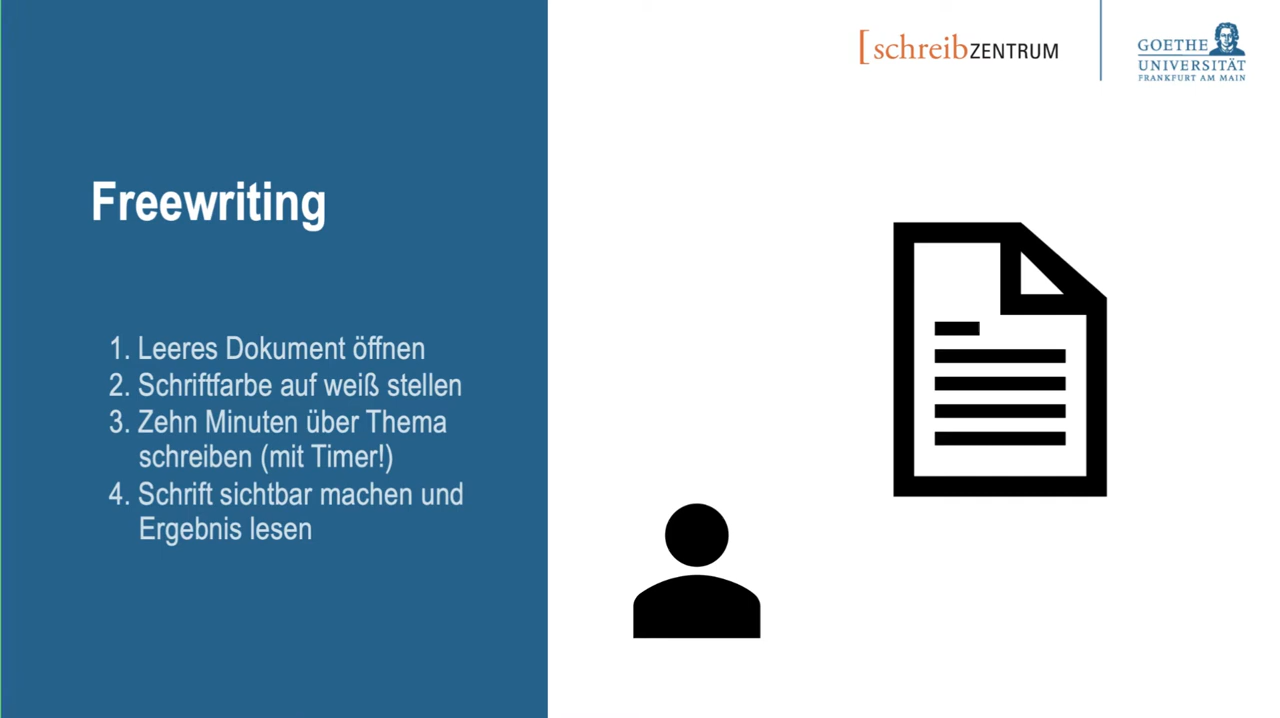 [ schreibZENTRUM
GOETHE
UNIVERSITÄT
FRANKFURT AM MAIN
Freewriting
1. Leeres Dokument öffnen
2. Schriftfarbe auf weiß stellen
3. Zehn Minuten über Thema
schreiben (mit Timer!)
4. Schrift sichtbar machen und
Ergebnis lesen